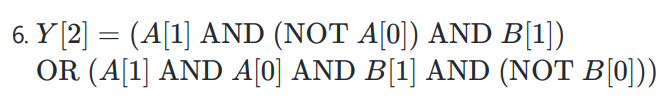 6. Y[2] = (A[1] AND (NOT A[0]) AND B[1])
OR (A[1] AND A[0] AND B[1] AND (NOT B[0]))